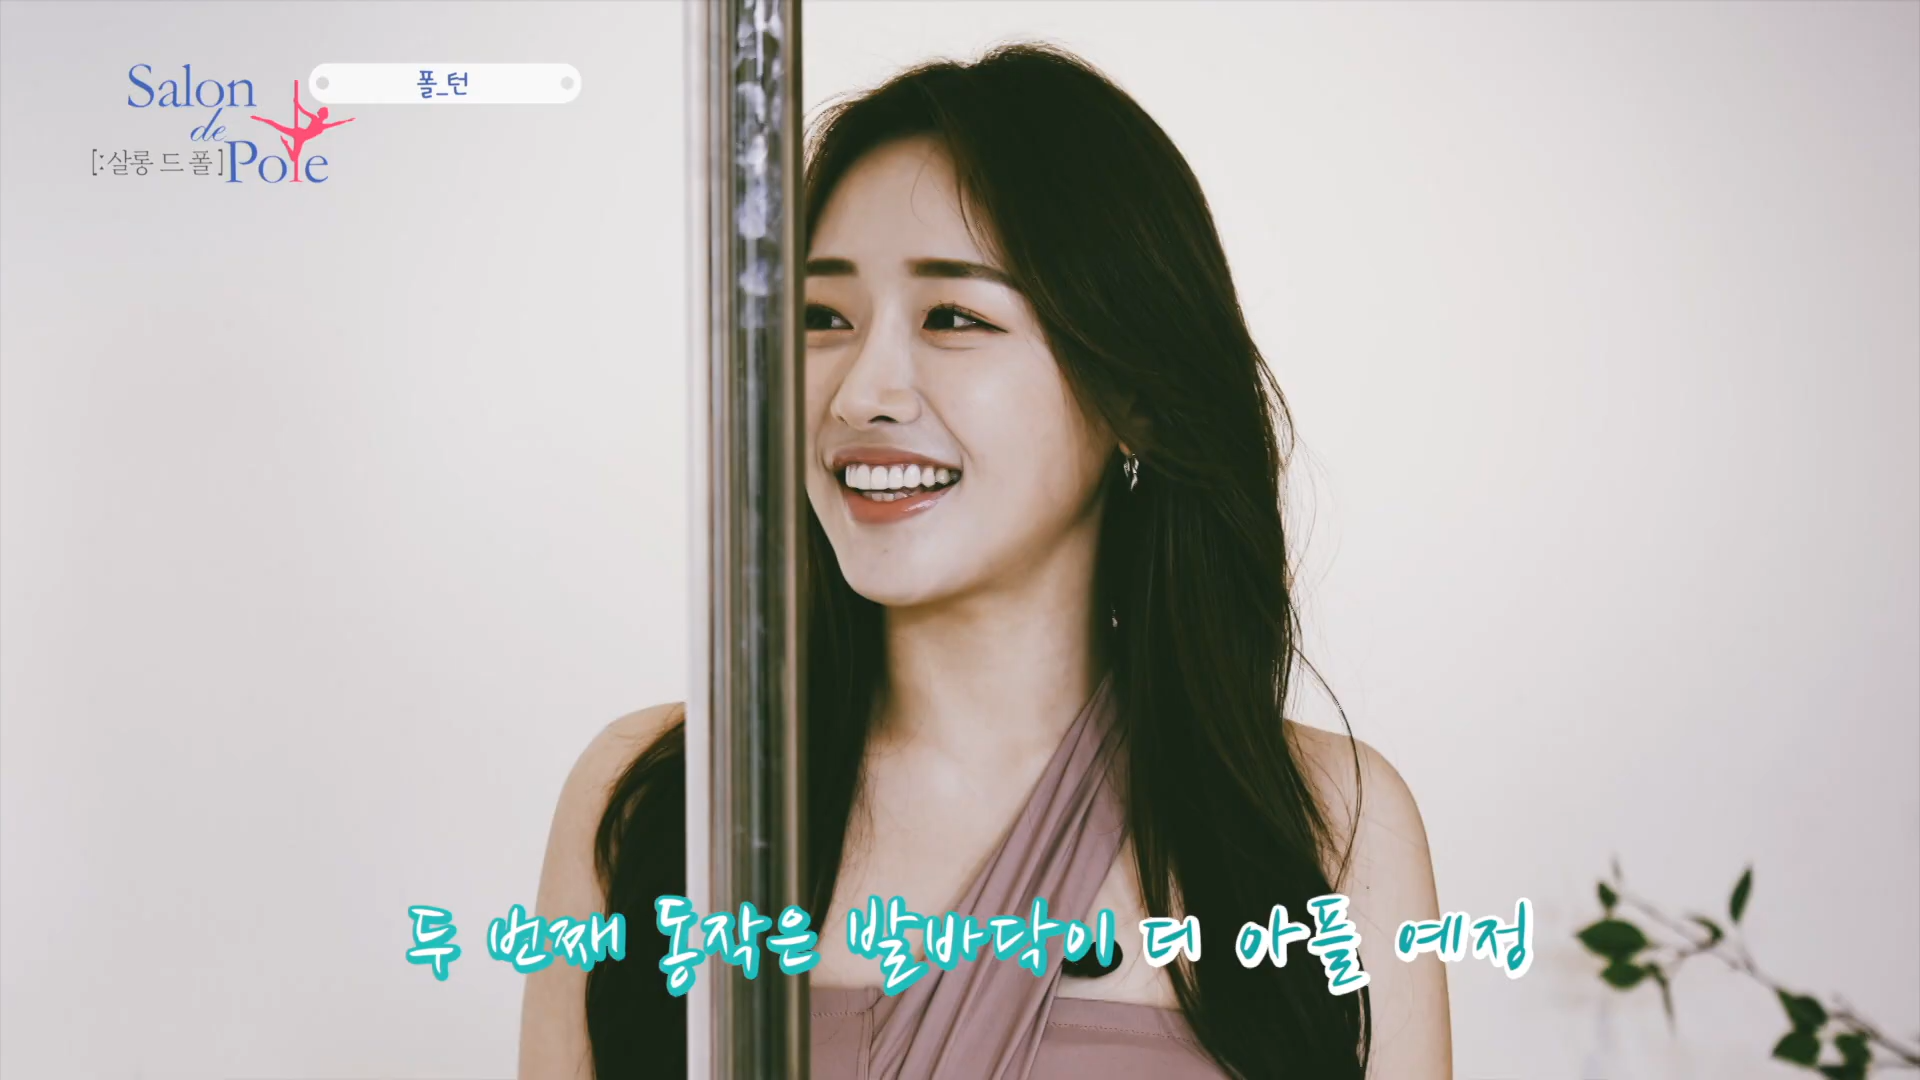 Salon
de
[:살롱 드 폴]Pole
폴_턴
두 번째 동작은 발바닥이 더 아플 예정